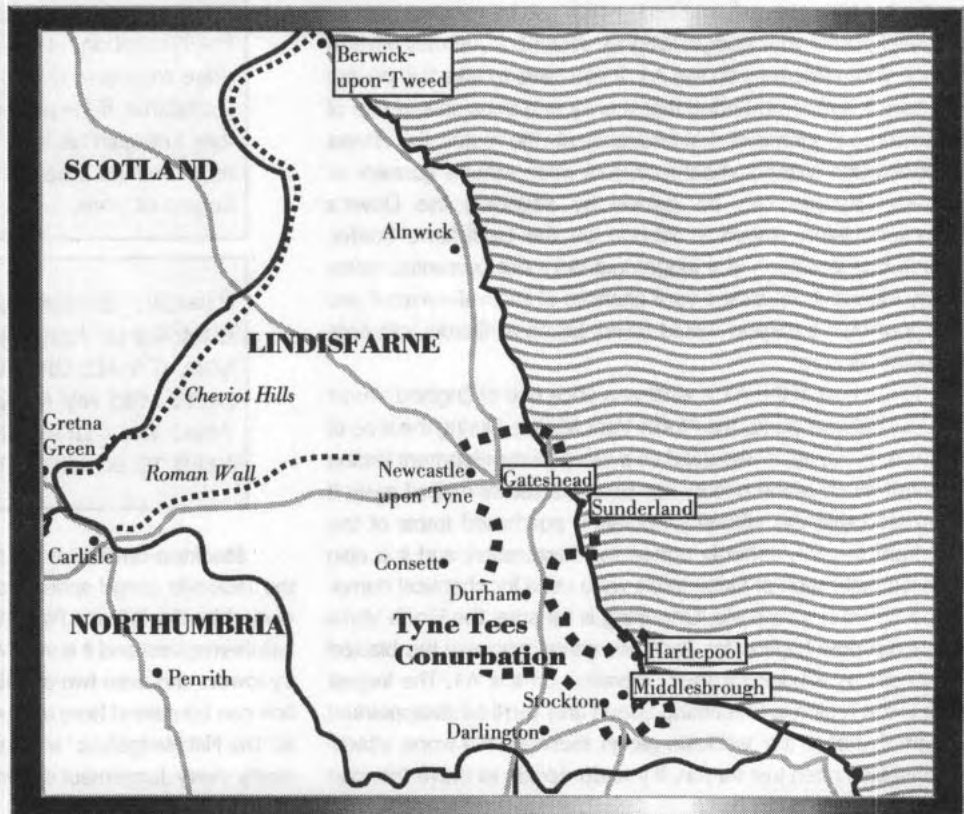 Berwick-
upon-Tweed
SCOTLAND
Alnwick
LINDISFARNE
Cheviot Hills
Gretna
Green
Roman Wall
Newcastle
upon Tyne
Gateshead
Sunderland
Carlisle
Consett
Durham
NORTHUMBRIA
Tyne Tees
Conurbation
Hartlepool
Penrith
Middlesbrough
Stockton
Darlington